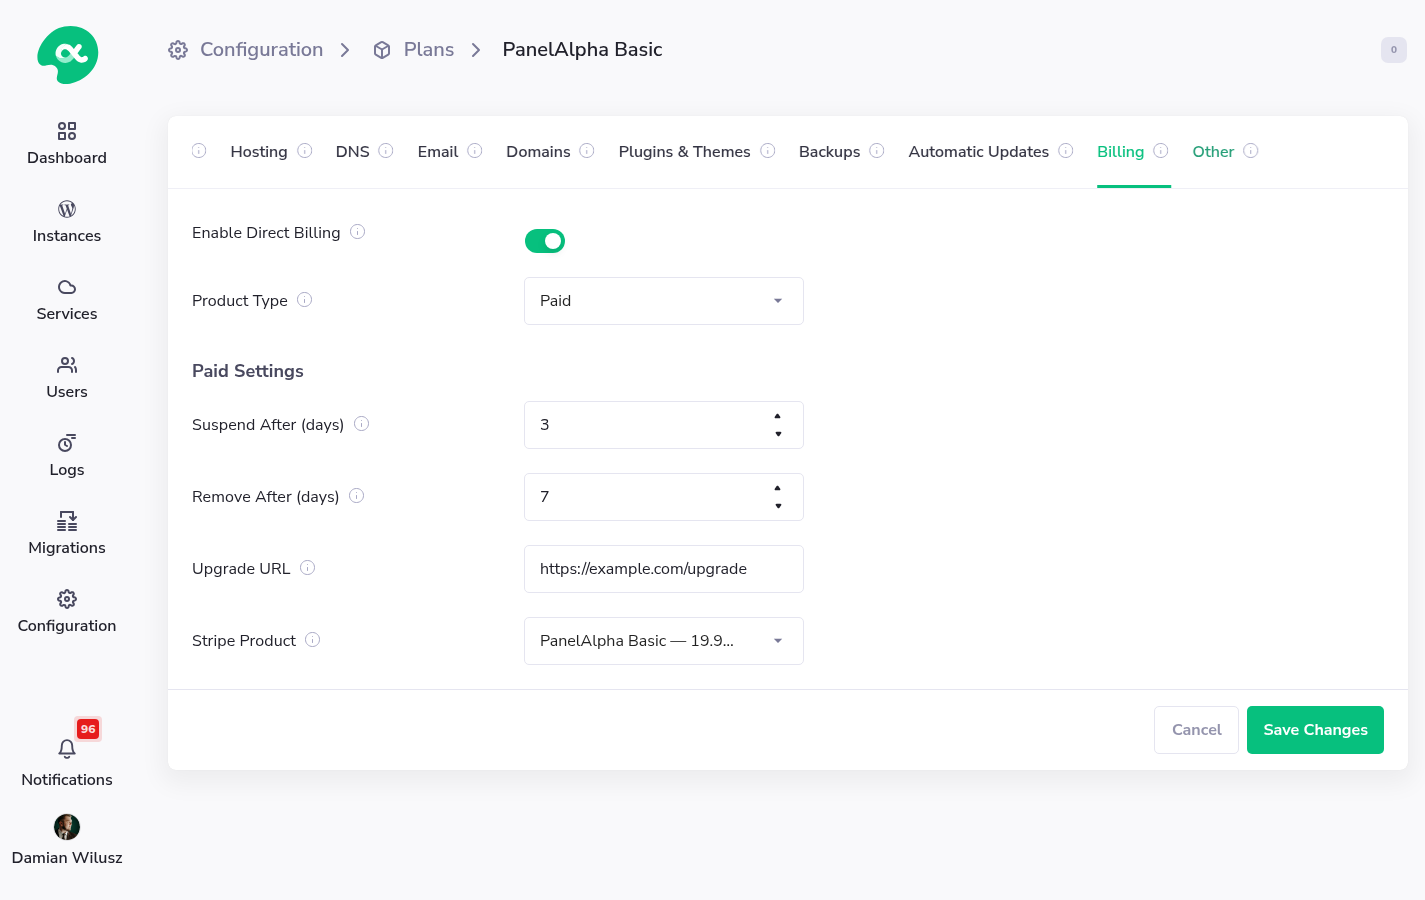 Configuration
Plans
PanelAlpha Basic
0
Dashboard
Instances
Services
Users
Logs
Migrations
Configuration
96
Notifications
Damian Wilusz
Hosting
DNS
Email
Domains
Plugins & Themes
Backups
Automatic Updates
Billing
Other
Enable Direct Billing
Product Type
Paid
Paid Settings
Suspend After (days)
3
Remove After (days)
7
Upgrade URL
https://example.com/upgrade
Stripe Product
PanelAlpha Basic — 19.9...
Cancel
Save Changes